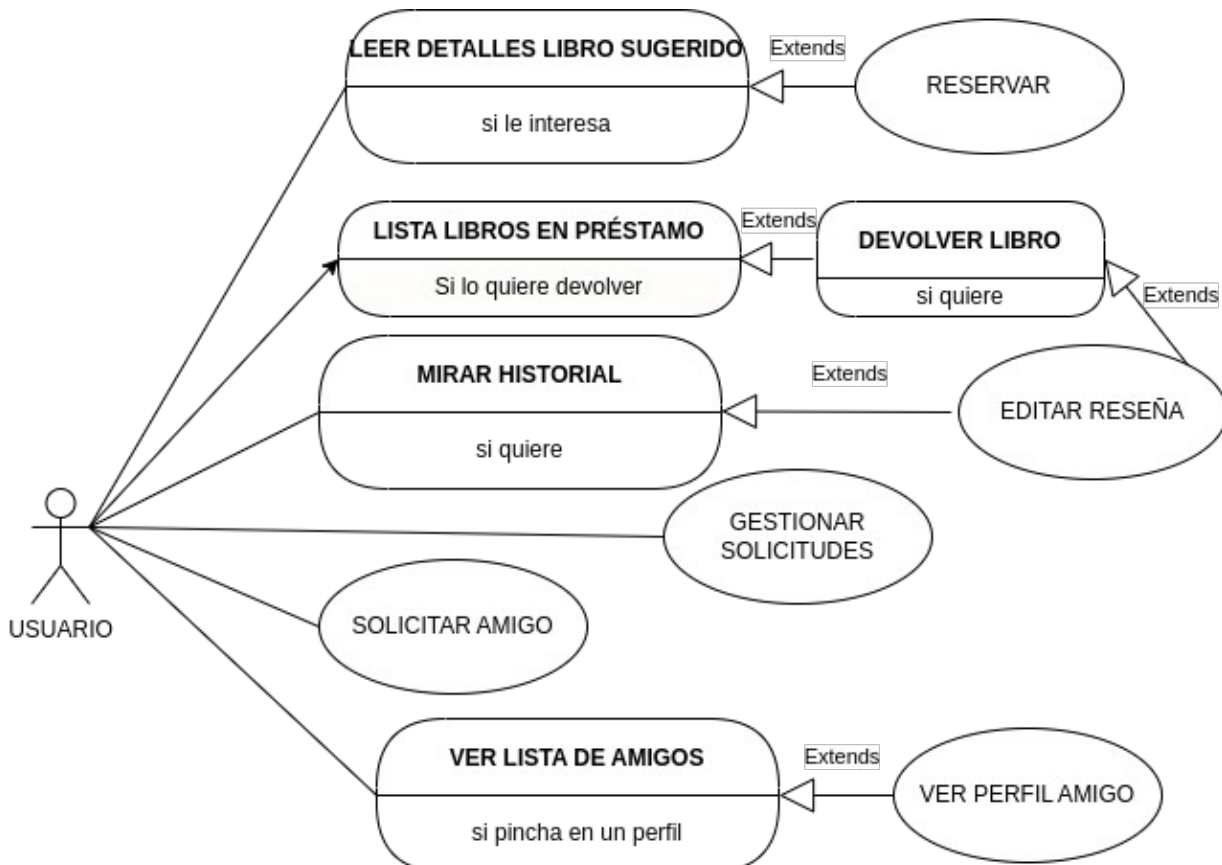 LEER DETALLES LIBRO SUGERIDO
si le interesa
Extends
RESERVAR
LISTA LIBROS EN PRÉSTAMO
Si lo quiere devolver
Extends
DEVOLVER LIBRO
si quiere
Extends
MIRAR HISTORIAL
si quiere
Extends
EDITAR RESEÑA
GESTIONAR
SOLICITUDES
USUARIO
SOLICITAR AMIGO
VER LISTA DE AMIGOS
si pincha en un perfil
Extends
VER PERFIL AMIGO